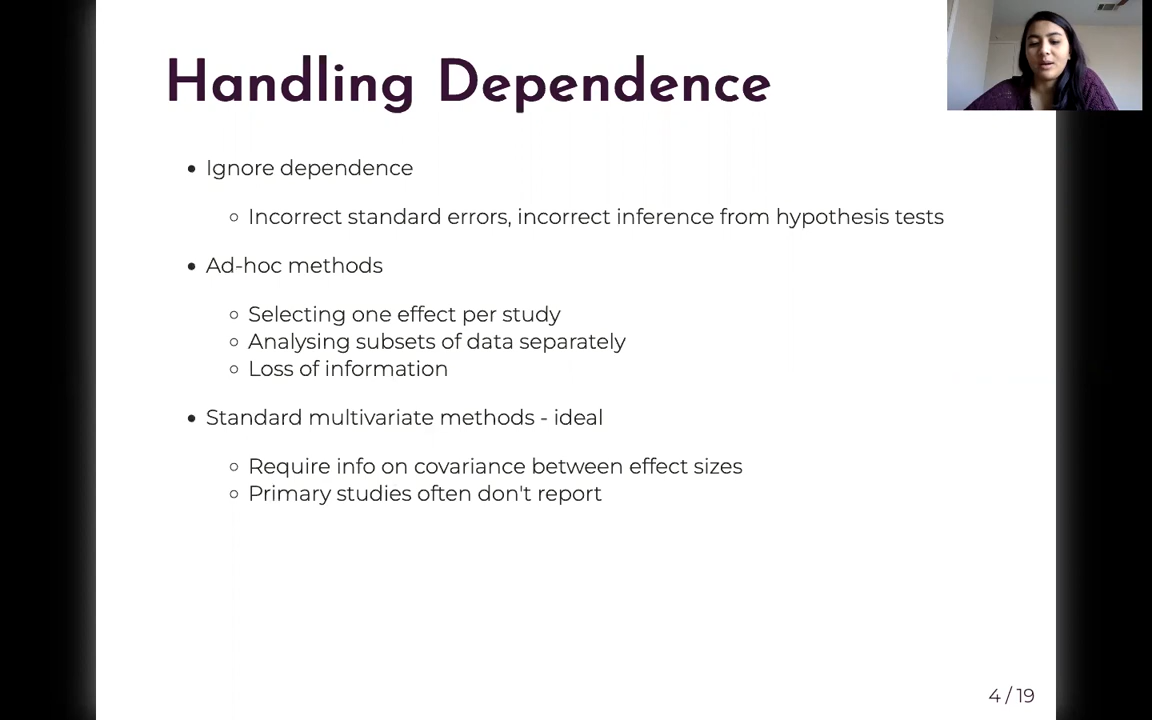 Handling Dependence
• Ignore dependence
○ Incorrect standard errors, incorrect inference from hypothesis tests
• Ad-hoc methods
○ Selecting one effect per study
○ Analysing subsets of data separately
○ Loss of information
• Standard multivariate methods - ideal
○ Require info on covariance between effect sizes
○ Primary studies often don't report
4 / 19